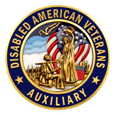 DISABLED AMERICAN VETERANS
AUXILIARY